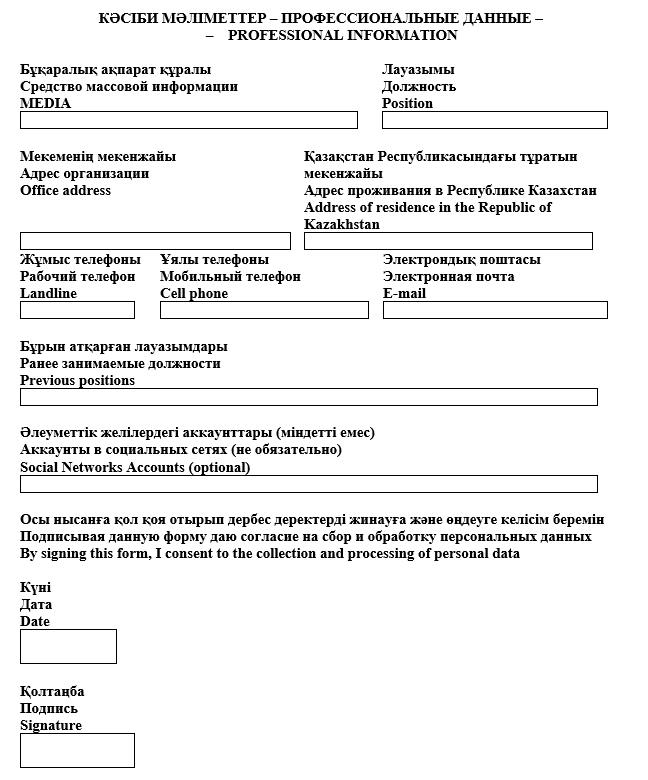 КӘСІБИ МӘЛІМЕТТЕР – ПРОФЕССИОНАЛЬНЫЕ ДАННЫЕ –
– PROFESSIONAL INFORMATION
Бұқаралық ақпарат құралы
Средство массовой информации
MEDIA
Лауазымы
Должность
Position
Мекеменің мекенжайы
Адрес организации
Office address
Қазақстан Республикасындағы тұратын
мекенжайы
Адрес проживания в Республике Казахстан
Address of residence in the Republic of
Kazakhstan
Жұмыс телефоны
Рабочий телефон
Landline
Ұялы телефоны
Мобильный телефон
Cell phone
Электрондық поштасы
Электронная почта
E-mail
Бұрын атқарған лауазымдары
Ранее занимаемые должности
Previous positions
Әлеуметтік желілердегі аккаунттары (міндетті емес)
Аккаунты в социальных сетях (не обязательно)
Social Networks Accounts (optional)
Осы нысанға қол қоя отырып дербес деректерді жинауға және өңдеуге келісім беремін
Подписывая данную форму даю согласие на сбор и обработку персональных данных
By signing this form, I consent to the collection and processing of personal data
Күні
Дата
Date
Қолтаңба
Подпись
Signature